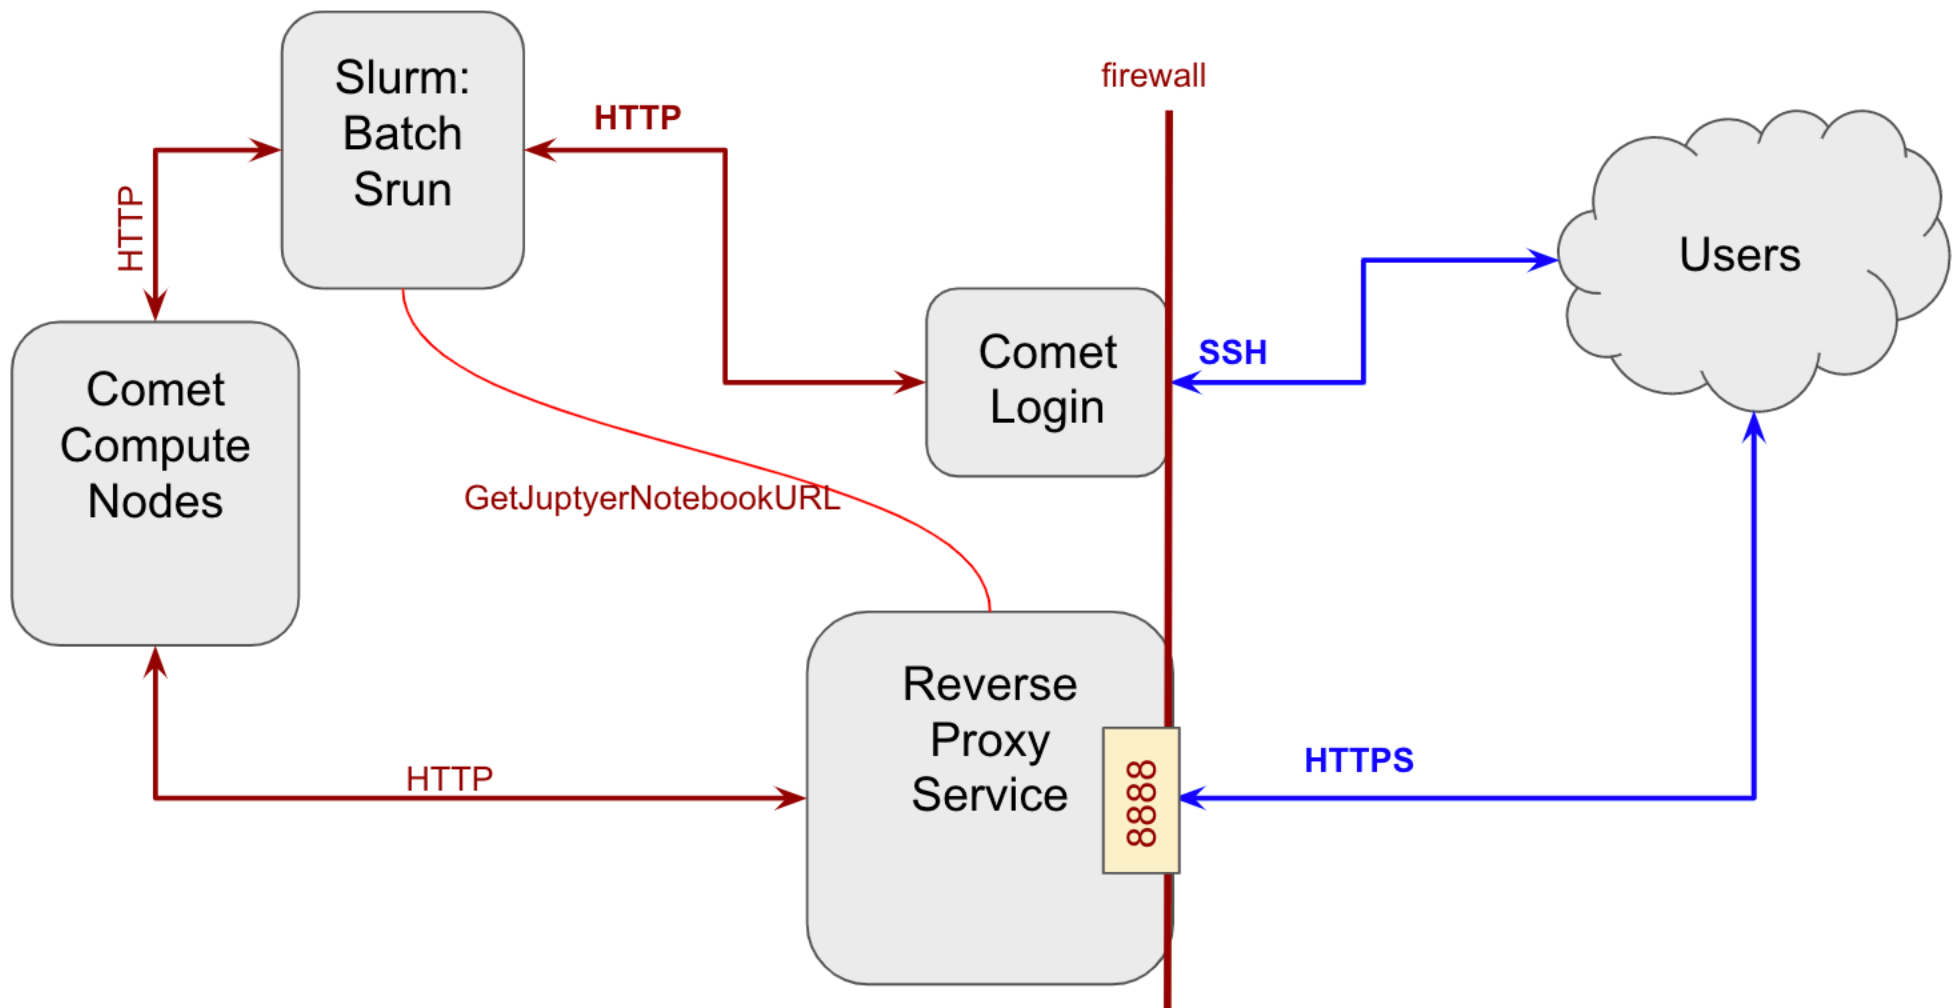 Slurm:
Batch
Srun
HTTP
firewall
HTTP
Users
Comet
Login
SSH
Comet
Compute
Nodes
GetJuptyerNotebookURL
Reverse
Proxy
Service
8888
HTTP
HTTPS